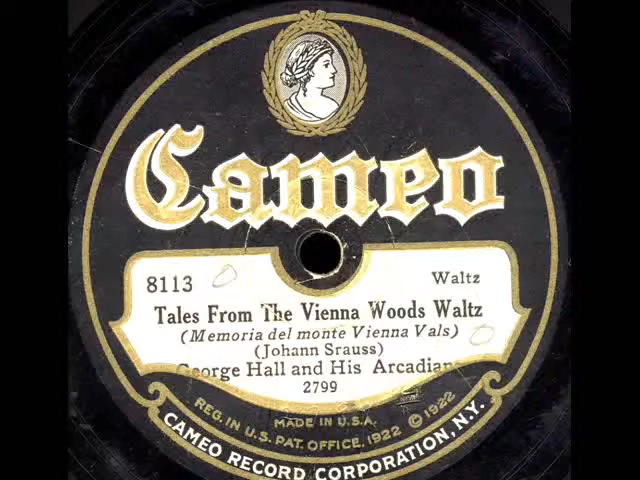 Cameo
8113 Waltz
Tales From The Vienna Woods Waltz
(Memoria del monte Vienna Vals)
(Johann Strauss)
George Hall and His Arcadians
2799
MADE IN U.S.A.
REG. IN U.S. PAT. OFFICE, 1922 © 1922
CAMEO RECORD CORPORATION, N.Y.